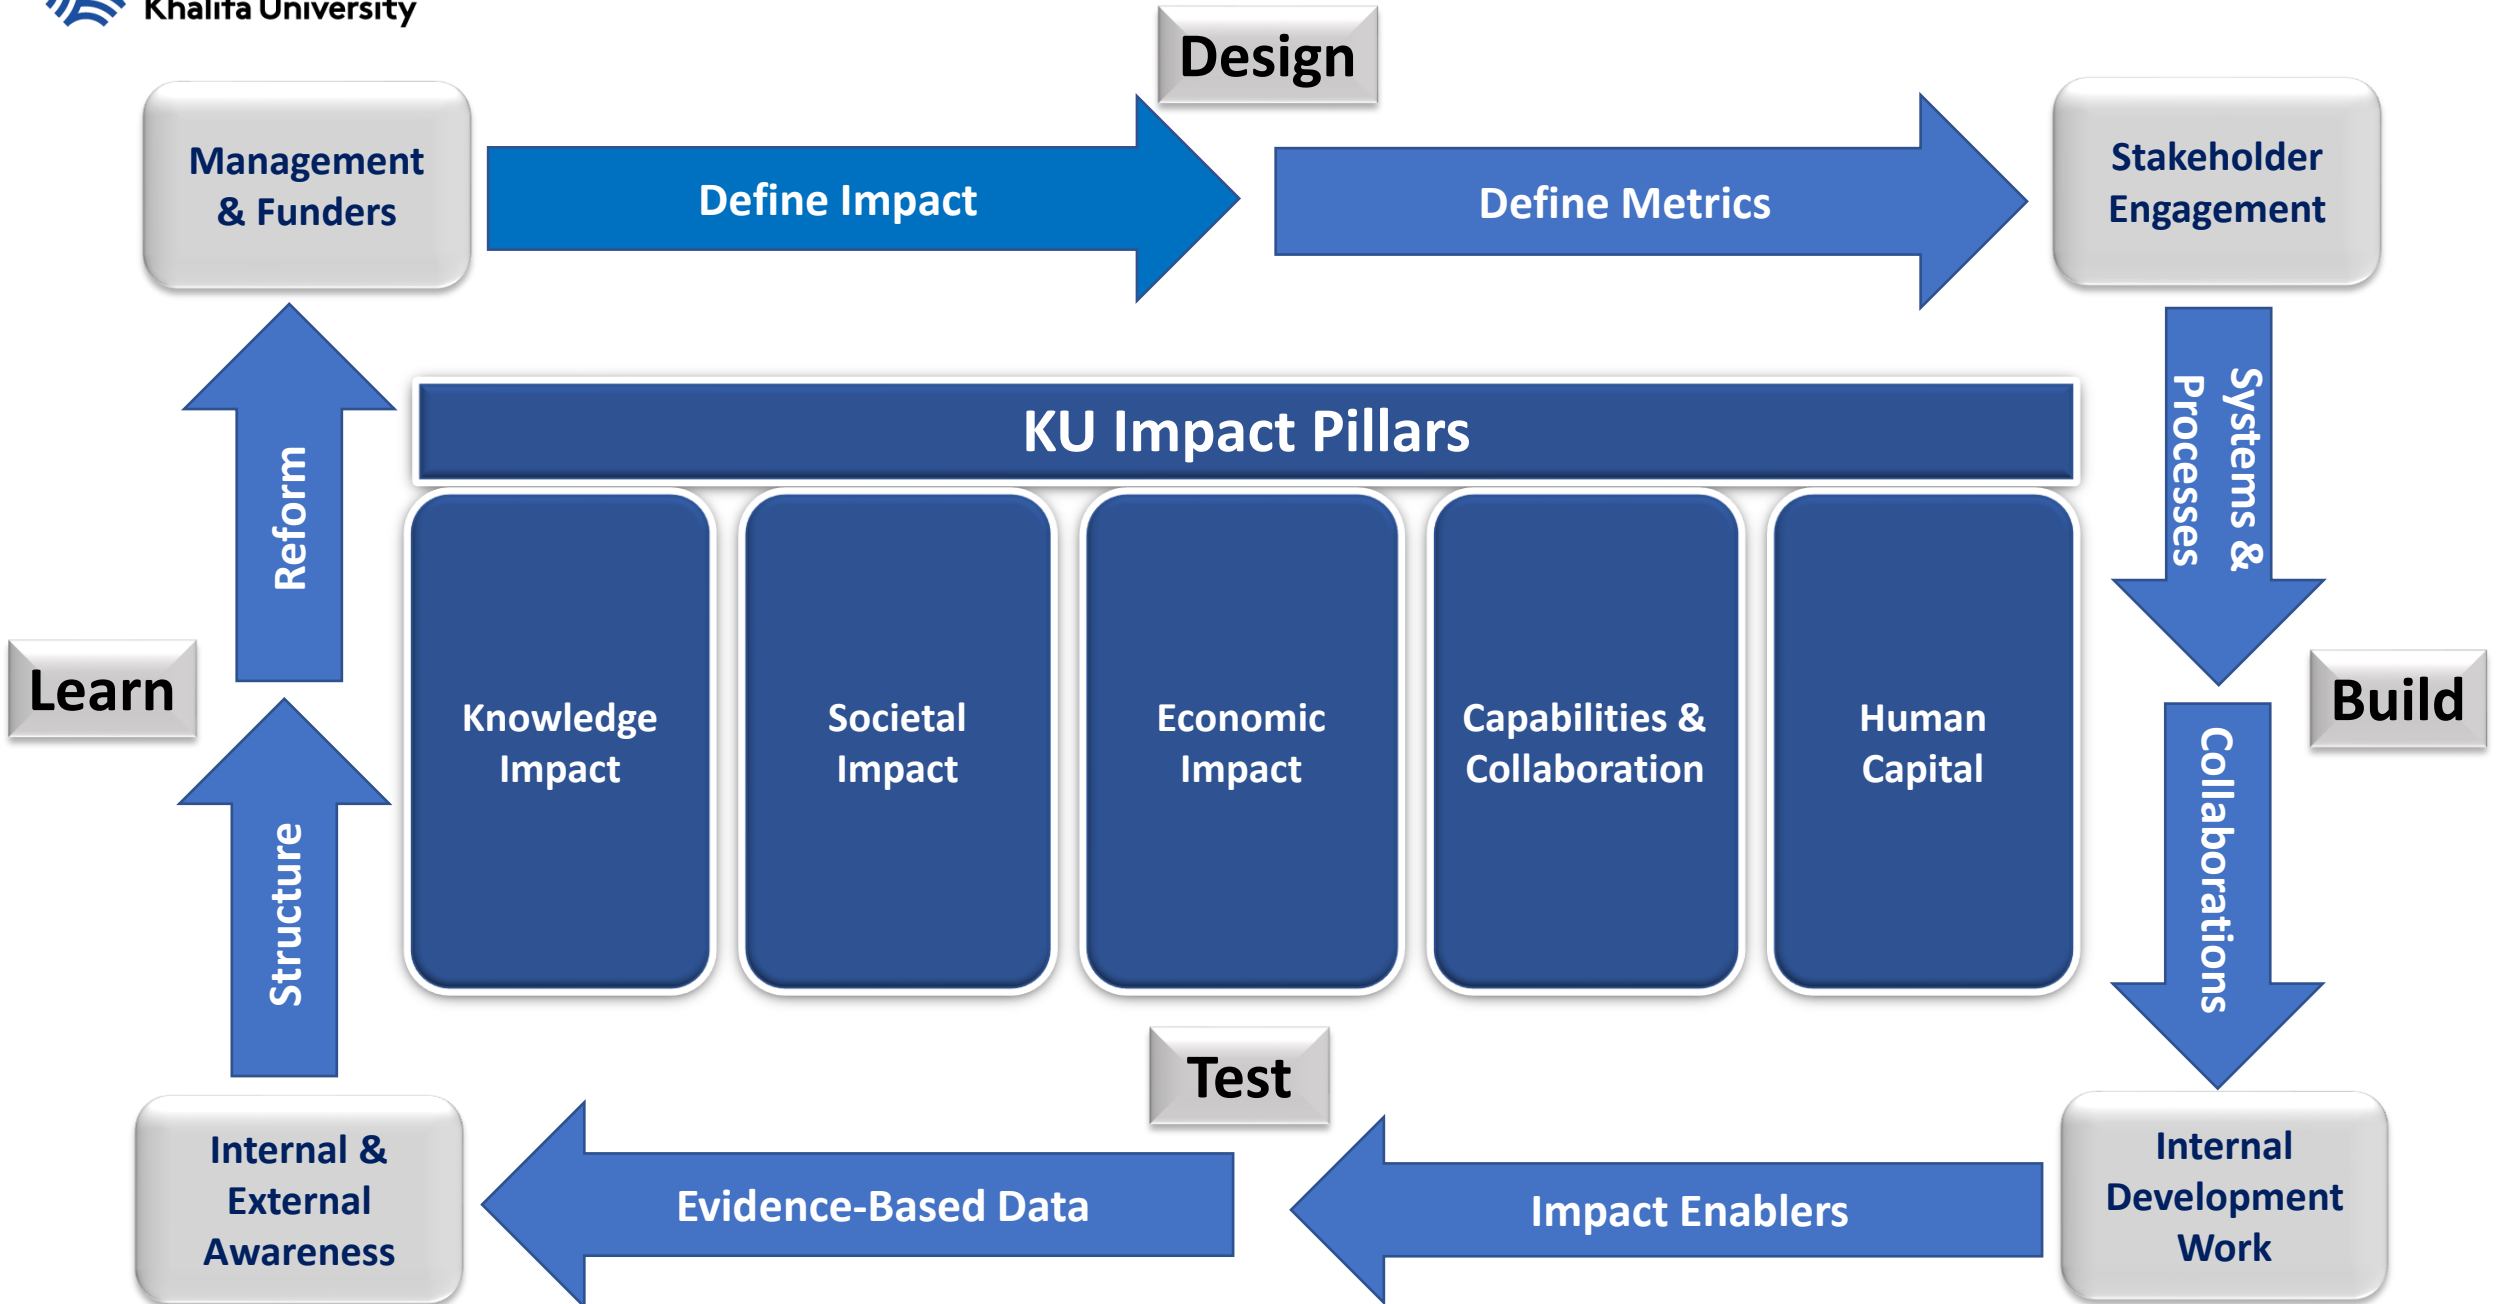 Khalifa University
Design
Management
& Funders
Define Impact
Define Metrics
Stakeholder
Engagement
Systems &
Processes
KU Impact Pillars
Reform
Learn
Build
Knowledge
Impact
Societal
Impact
Economic
Impact
Capabilities &
Collaboration
Human
Capital
Structure
Collaborations
Test
Internal &
External
Awareness
Evidence-Based Data
Impact Enablers
Internal
Development
Work